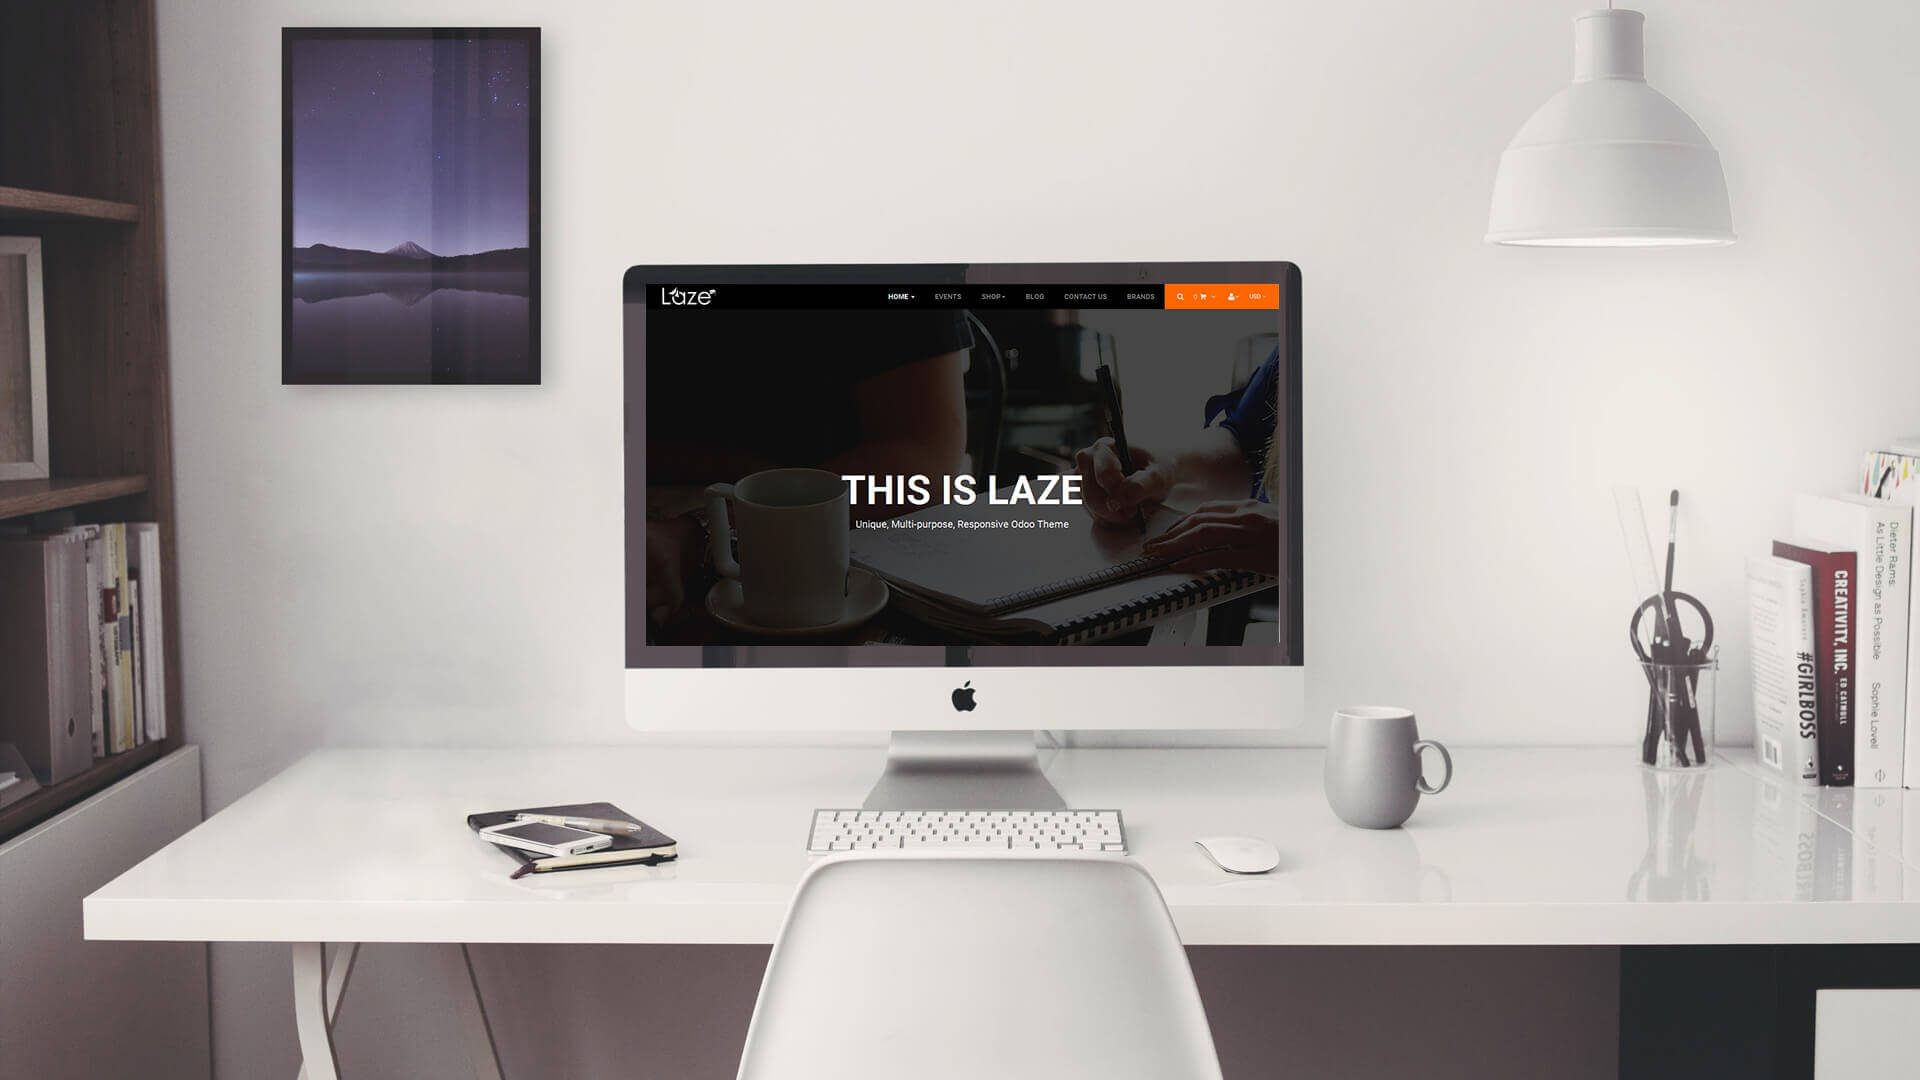 Laze
HOME EVENTS SHOP BLOG CONTACT US BRANDS 0 USD
THIS IS LAZE
Unique, Multi-purpose, Responsive Odoo Theme
#GIRLBOSS
CREATIVITY, INC. ED CATMULL
Dieter Rams:
As Little Design as Possible Sophie Lovell